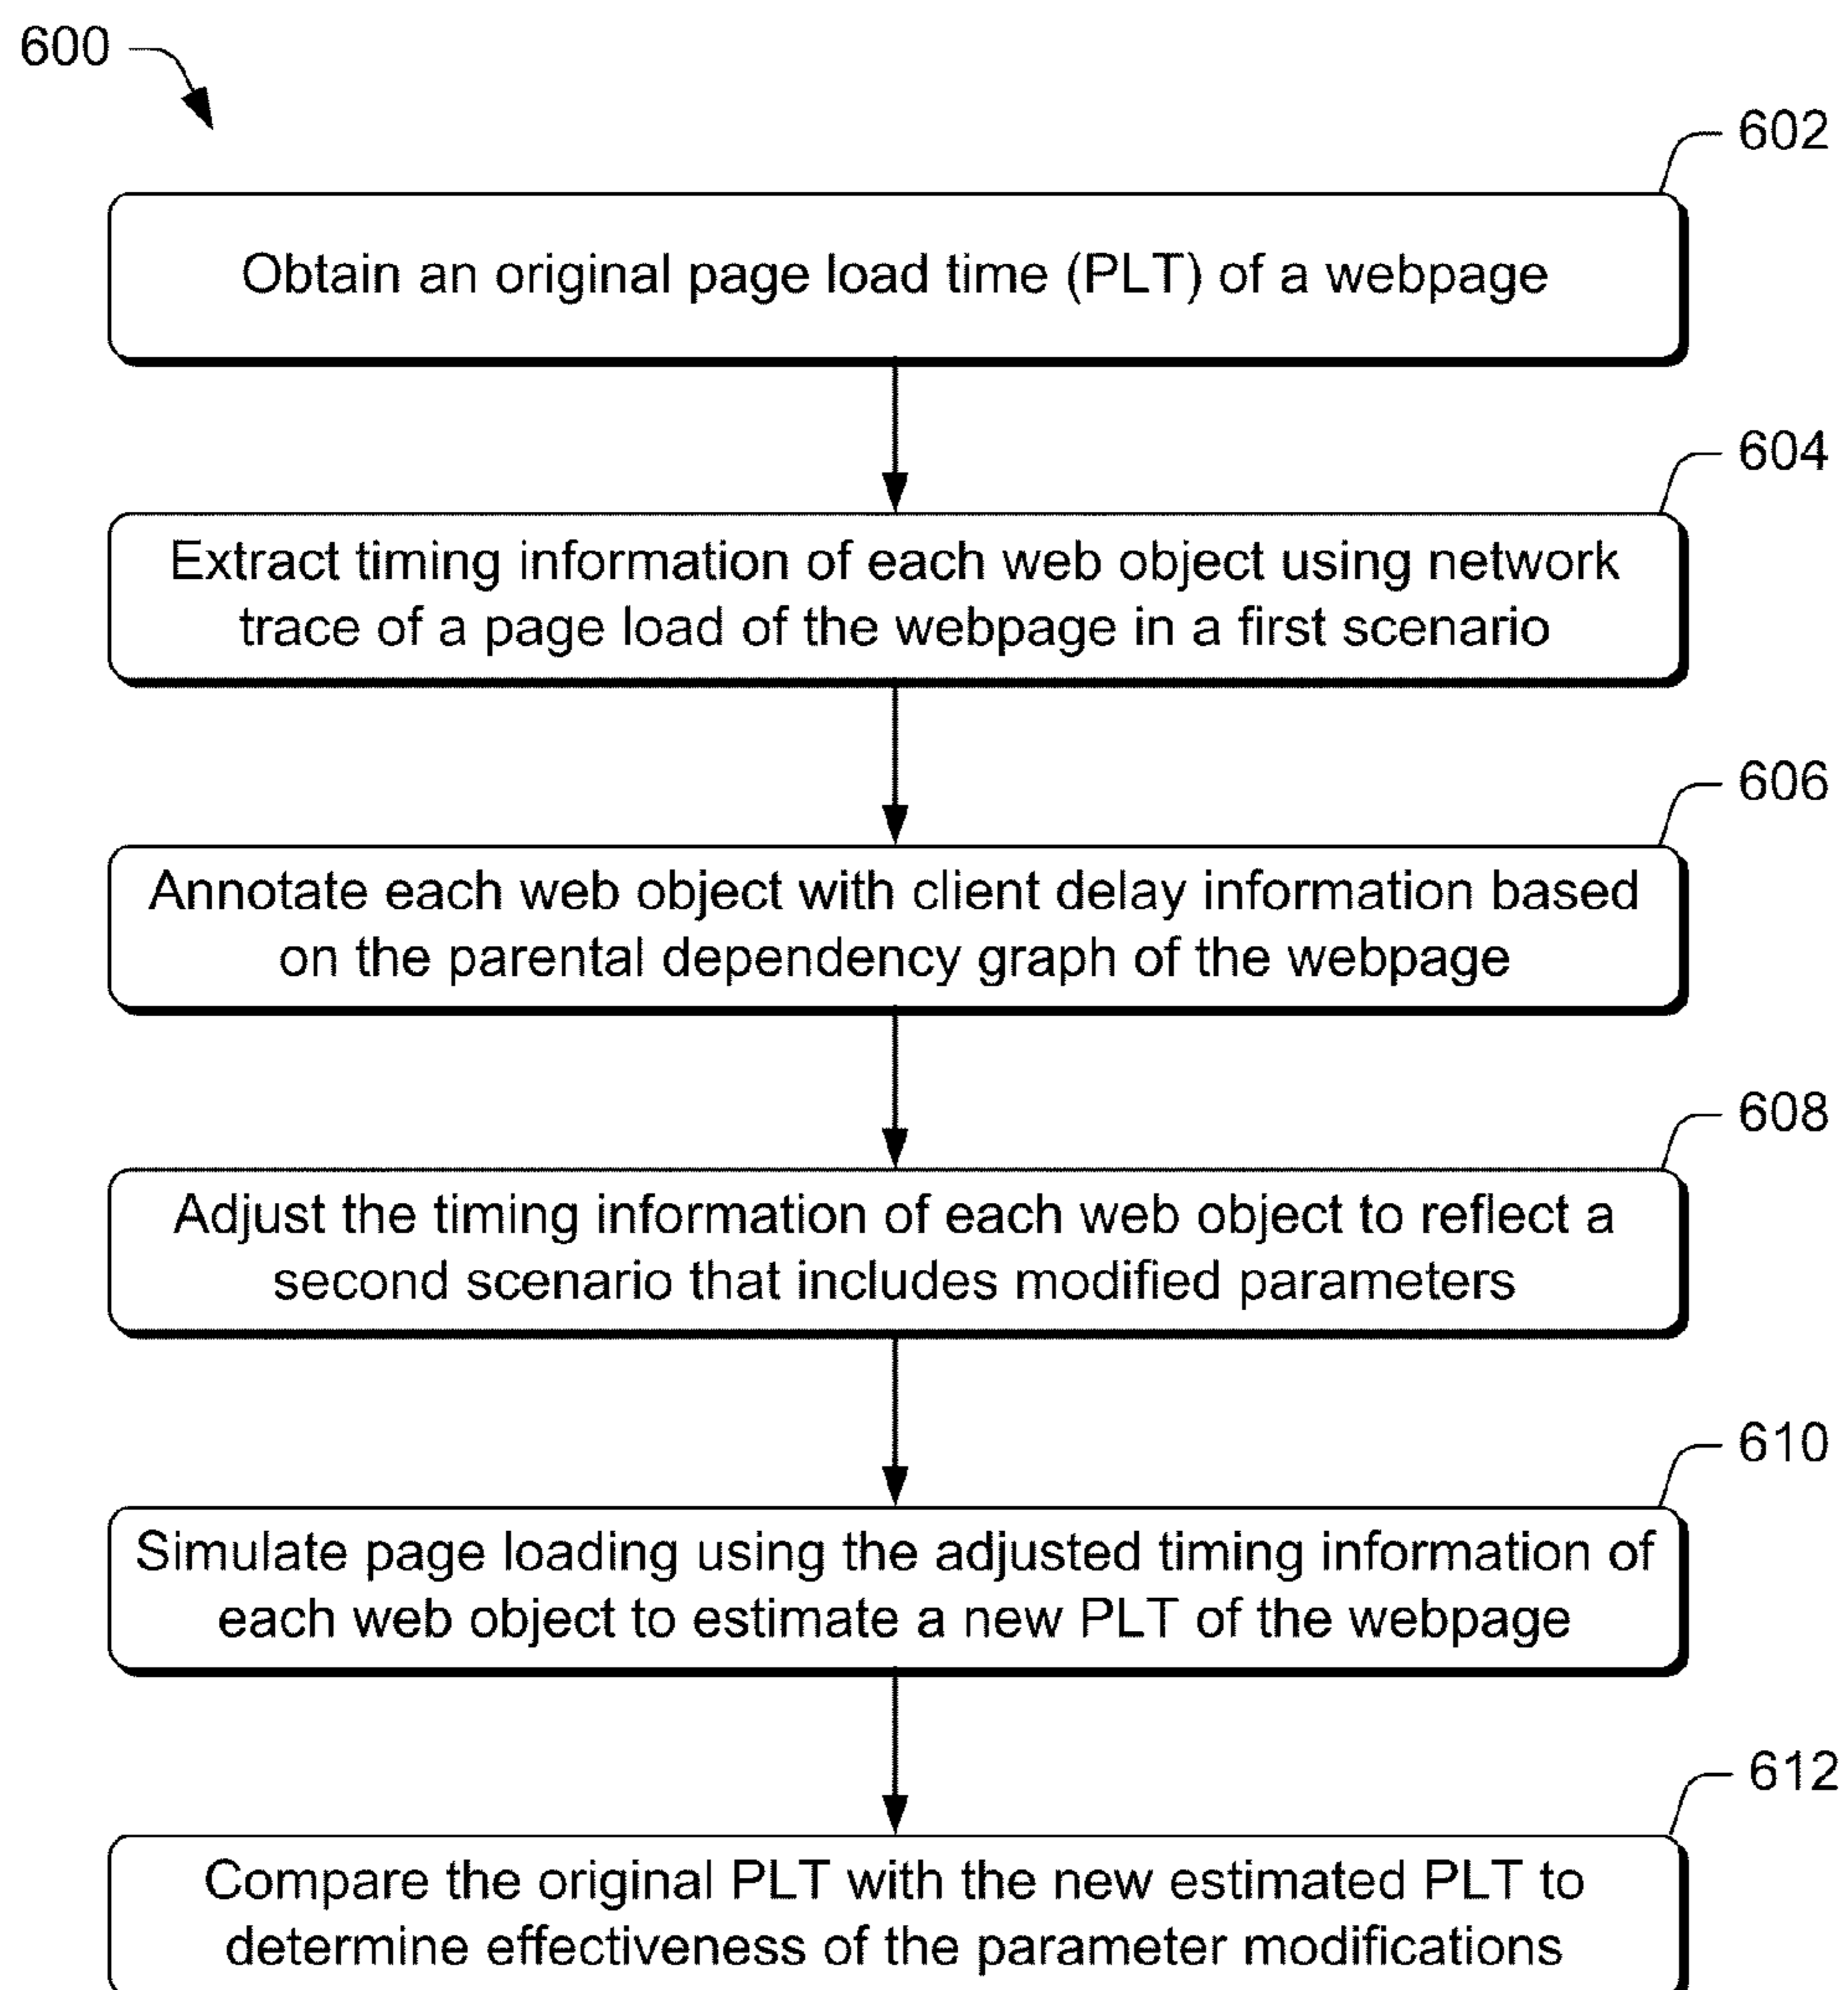 600
602
Obtain an original page load time (PLT) of a webpage
604
Extract timing information of each web object using network
trace of a page load of the webpage in a first scenario
606
Annotate each web object with client delay information based
on the parental dependency graph of the webpage
608
Adjust the timing information of each web object to reflect a
second scenario that includes modified parameters
610
Simulate page loading using the adjusted timing information of
each web object to estimate a new PLT of the webpage
612
Compare the original PLT with the new estimated PLT to
determine effectiveness of the parameter modifications